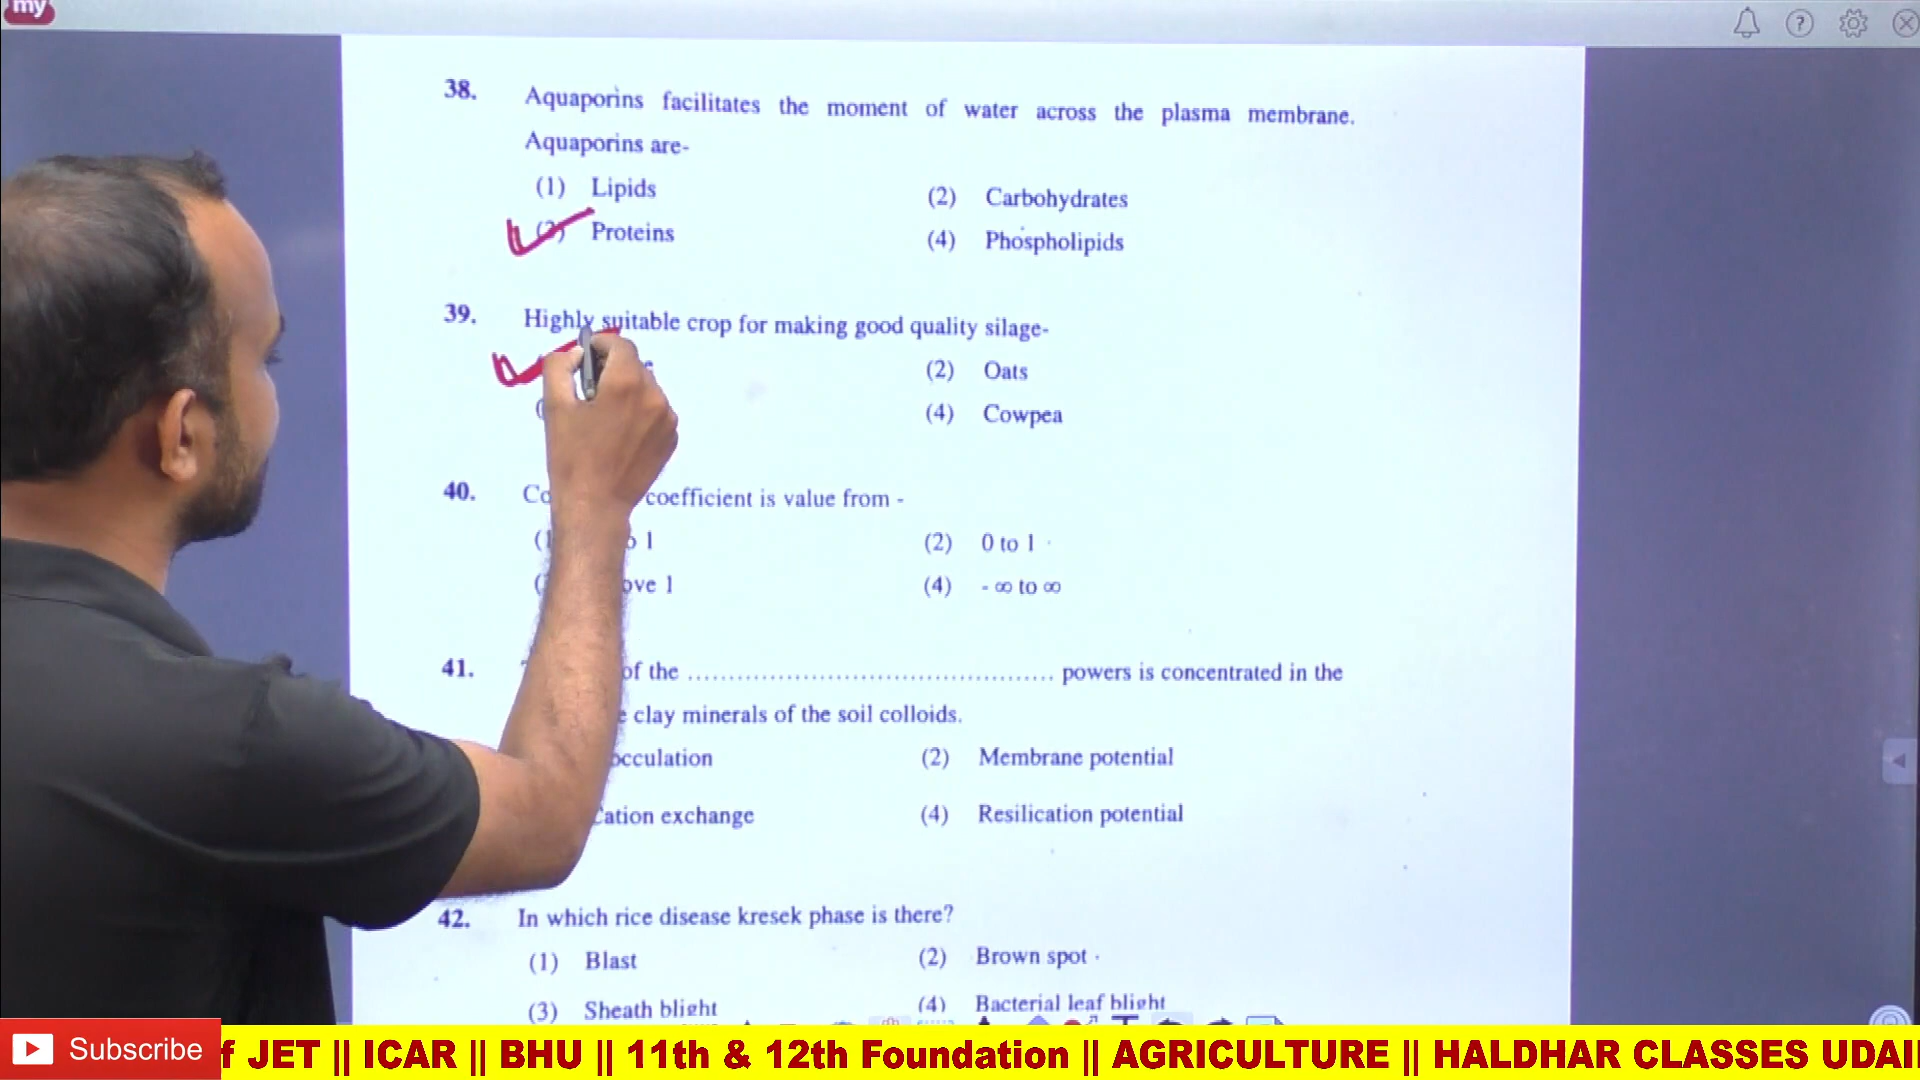 my
38. Aquaporins facilitates the moment of water across the plasma membrane.
Aquaporins are-
(1) Lipids (2) Carbohydrates
(3) Proteins (4) Phospholipids
39. Highly suitable crop for making good quality silage-
(2) Oats
(4) Cowpea
40. coefficient is value from -
1 (2) 0 to 1
1 (4) - ∞ to ∞
41. of the .......................................... powers is concentrated in the
clay minerals of the soil colloids.
(2) Membrane potential
Cation exchange (4) Resilication potential
42. In which rice disease kresek phase is there?
(1) Blast (2) Brown spot
(3) Sheath blight (4) Bacterial leaf blight
Subscribe f JET || ICAR || BHU || 11th & 12th Foundation || AGRICULTURE || HALDHAR CLASSES UDAI